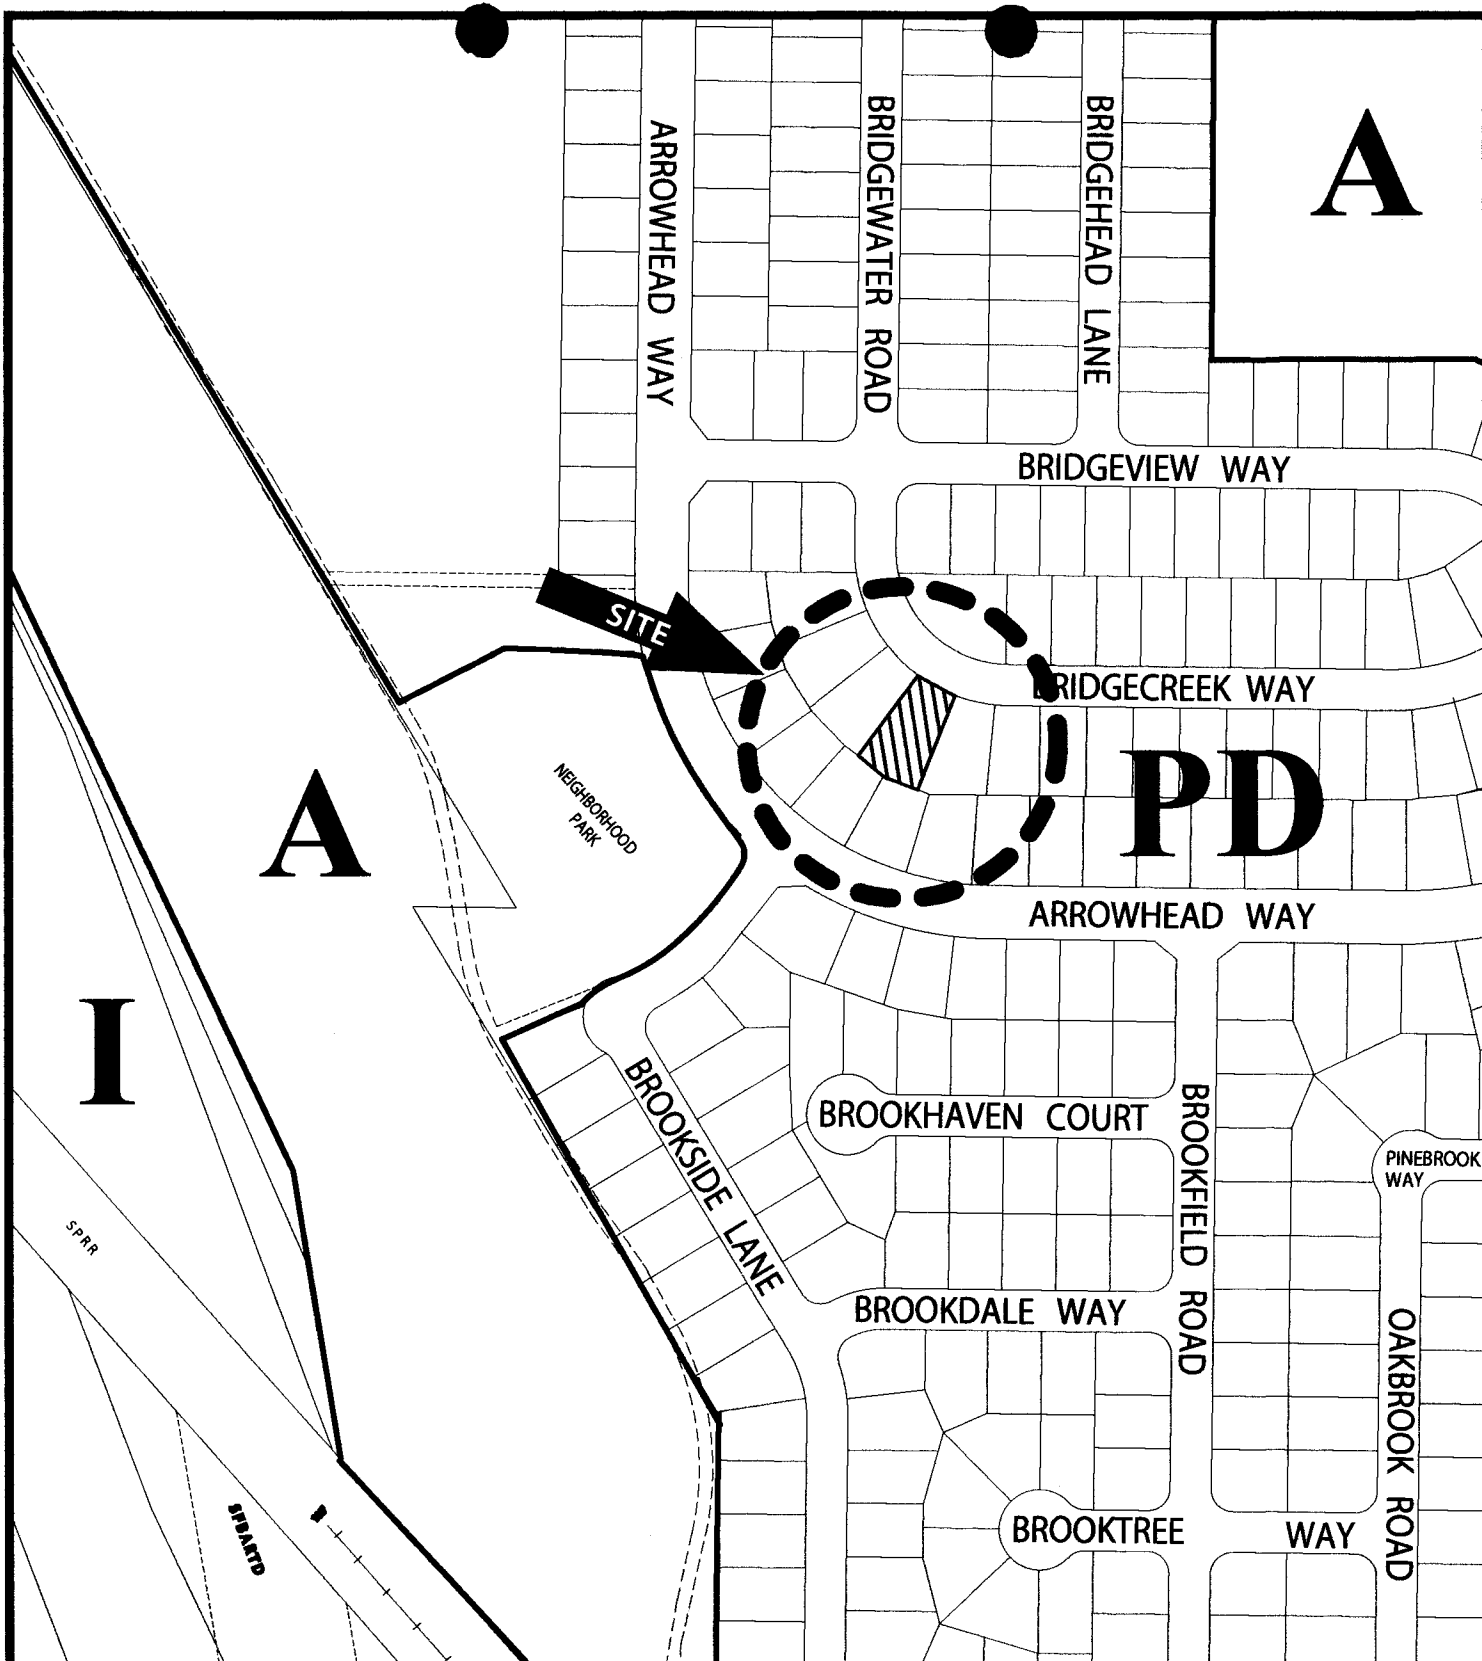 ARROWHEAD WAY
BRIDGEWATER ROAD
BRIDGEHEAD LANE
A
BRIDGEVIEW WAY
SITE
BRIDGECREEK WAY
PD
NEIGHBORHOOD
PARK
A
ARROWHEAD WAY
I
BROOKSIDE LANE
BROOKHAVEN COURT
BROOKFIELD ROAD
PINEBROOK
WAY
SPRR
BROOKDALE WAY
OAKBROOK ROAD
SFBARTD
BROOKTREE WAY